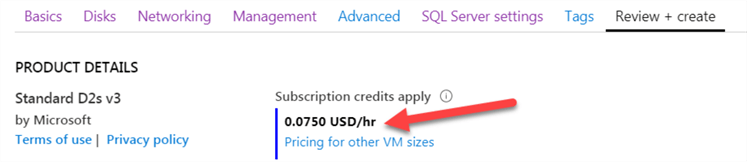 Basics Disks Networking Management Advanced SQL Server settings Tags Review + create
PRODUCT DETAILS
Standard D2s v3
by Microsoft
Terms of use | Privacy policy
Subscription credits apply
0.0750 USD/hr
Pricing for other VM sizes